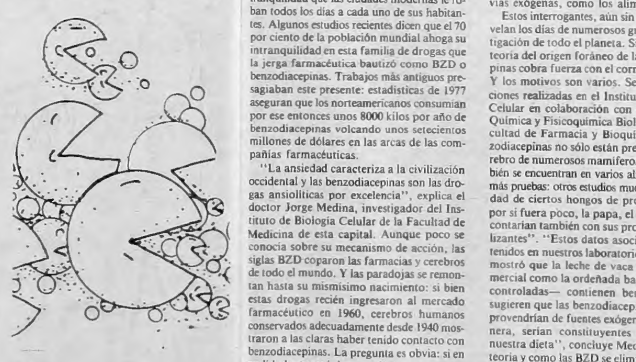 ban todos los días a cada uno de sus habitan-
tes. Algunos estudios recientes dicen que el 70
por ciento de la población mundial ahoga su
intranquilidad en esta familia de drogas que
la jerga farmacéutica bautizó como BZD o
benzodiacepinas. Trabajos más antiguos pre-
sagiaban este presente: estadísticas de 1977
aseguran que los norteamericanos consumían
por ese entonces unos 8000 kilos por año de
benzodiacepinas volcando unos setecientos
millones de dólares en las arcas de las com-
pañías farmacéuticas.
"La ansiedad caracteriza a la civilización
occidental y las benzodiacepinas son las dro-
gas ansiolíticas por excelencia", explica el
doctor Jorge Medina, investigador del Ins-
tituto de Biología Celular de la Facultad de
Medicina de esta capital. Aunque poco se
conocía sobre su mecanismo de acción, las
siglas BZD coparon las farmacias y cerebros
de todo el mundo. Y las paradojas se remon-
tan hasta su mismísimo nacimiento: si bien
estas drogas recién ingresaron al mercado
farmacéutico en 1960, cerebros humanos
conservados adecuadamente desde 1940 mos-
traron a las claras haber tenido contacto con
benzodiacepinas. La pregunta es obvia: si en
vías exógenas, como los alim
Estos interrogantes, aún sin
velan los días de numerosos gr
tigación de todo el planeta. S
teoría del origen foráneo de la
pinas cobra fuerza con el corre
Y los motivos son varios. Se
ciones realizadas en el Institu
Celular en colaboración con
Química y Fisicoquímica Biol
cultad de Farmacia y Bioquí
zodiacepinas no sólo están pre
rebro de numerosos mamífero
bién se encuentran en varios al
más pruebas: otros estudios mu
dad de ciertos hongos de pro
por si fuera poco, la papa, el
contarían también con sus pro
lizantes". "Estos datos asoc
tenidos en nuestros laboratori
mostró que la leche de vaca
mercial como la ordeñada ba
controladas— contienen be
sugieren que las benzodiacep
provendrían de fuentes exóger
nera, serían constituyentes
nuestra dieta", concluye Med
teoría y como las BZD se elim